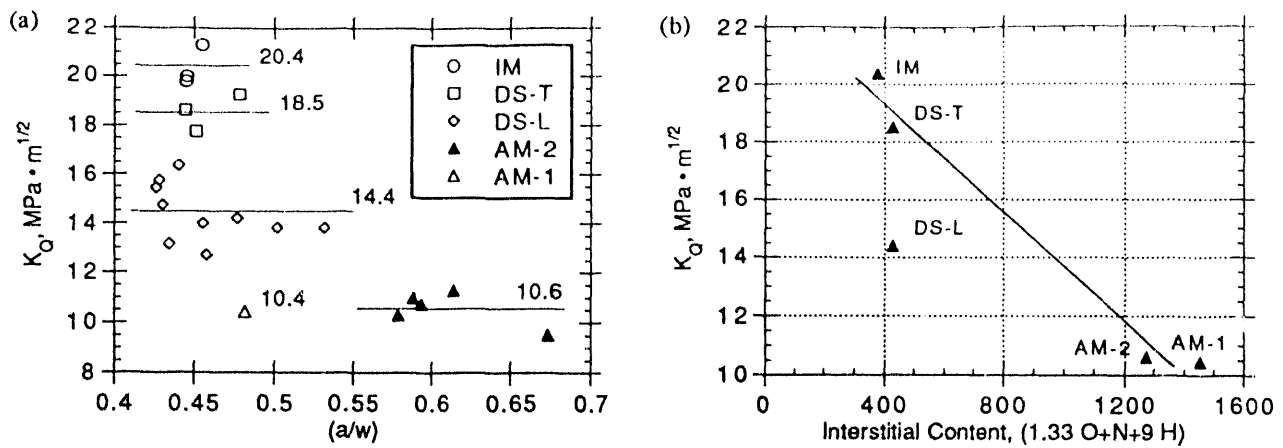 (a)
K_Q, MPa • m^1/2
22
20
18
16
14
12
10
8
20.4
18.5
14.4
10.4
10.6
IM
DS-T
DS-L
AM-2
AM-1
0.4
0.45
0.5
0.55
0.6
0.65
0.7
(a/w)
(b)
K_Q, MPa • m^1/2
22
20
18
16
14
12
10
IM
DS-T
DS-L
AM-2
AM-1
0
400
800
1200
1600
Interstitial Content, (1.33 O+N+9 H)